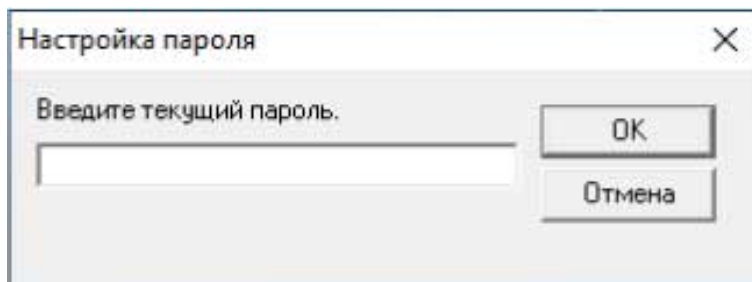 Настройка пароля
Введите текущий пароль.
OK
Отмена